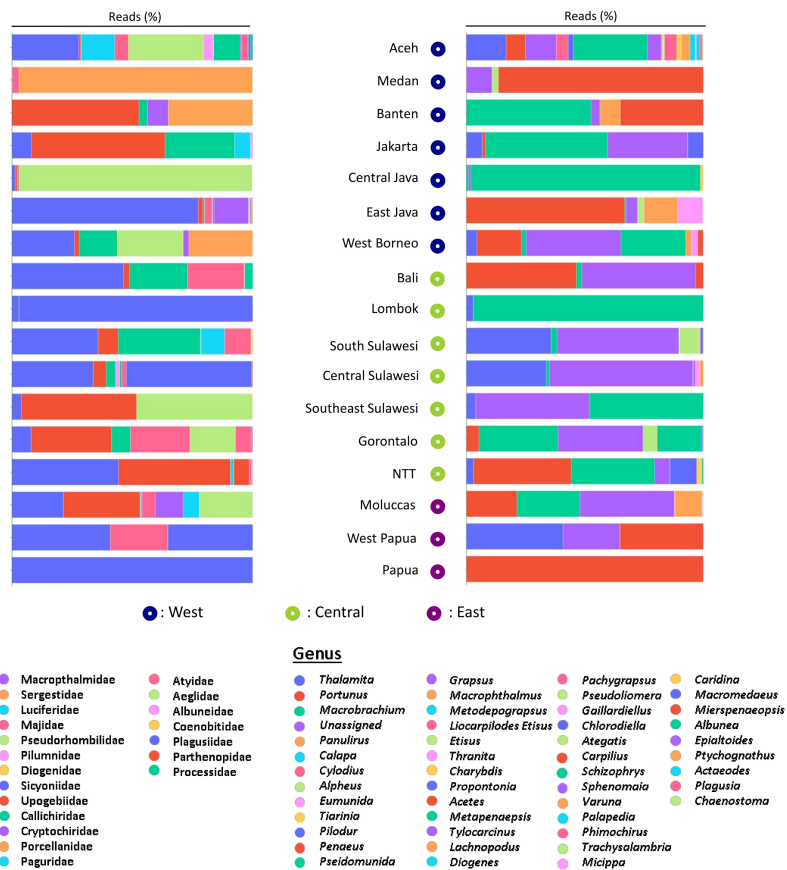 Reads (%)
Reads (%)
Aceh
Medan
Banten
Jakarta
Central Java
East Java
West Borneo
Bali
Lombok
South Sulawesi
Central Sulawesi
Southeast Sulawesi
Gorontalo
NTT
Moluccas
West Papua
Papua
: West
: Central
: East
Macropthalmidae
Sergestidae
Luciferidae
Majidae
Pseudorhombilidae
Pilumnidae
Diogenidae
Sicyoniidae
Upogebiidae
Callichiridae
Cryptochiridae
Porcellanidae
Paguridae
Atyidae
Aeglidae
Albuneidae
Coenobitidae
Plagusiidae
Parthenopidae
Processidae
Genus
Thalamita
Portunus
Macrobrachium
Unassigned
Panulirus
Calapa
Cylodius
Alpheus
Eumunida
Tiarinia
Pilodur
Penaeus
Pseidomunida
Grapsus
Macrophthalmus
Metodepograpsus
Liocarpilodes Etisus
Etisus
Thranita
Charybdis
Propontonia
Acetes
Metapenaepsis
Tylocarcinus
Lachnopodus
Diogenes
Pachygrapsus
Pseudoliomera
Gaillardiellus
Chlorodiella
Ategatis
Carpilius
Schizophrys
Sphenomaia
Varuna
Palapedia
Phimochirus
Trachysalambria
Micippa
Caridina
Macromedaeus
Mierspenaeopsis
Albunea
Epialtoides
Ptychognathus
Actaeodes
Plagusia
Chaenostoma